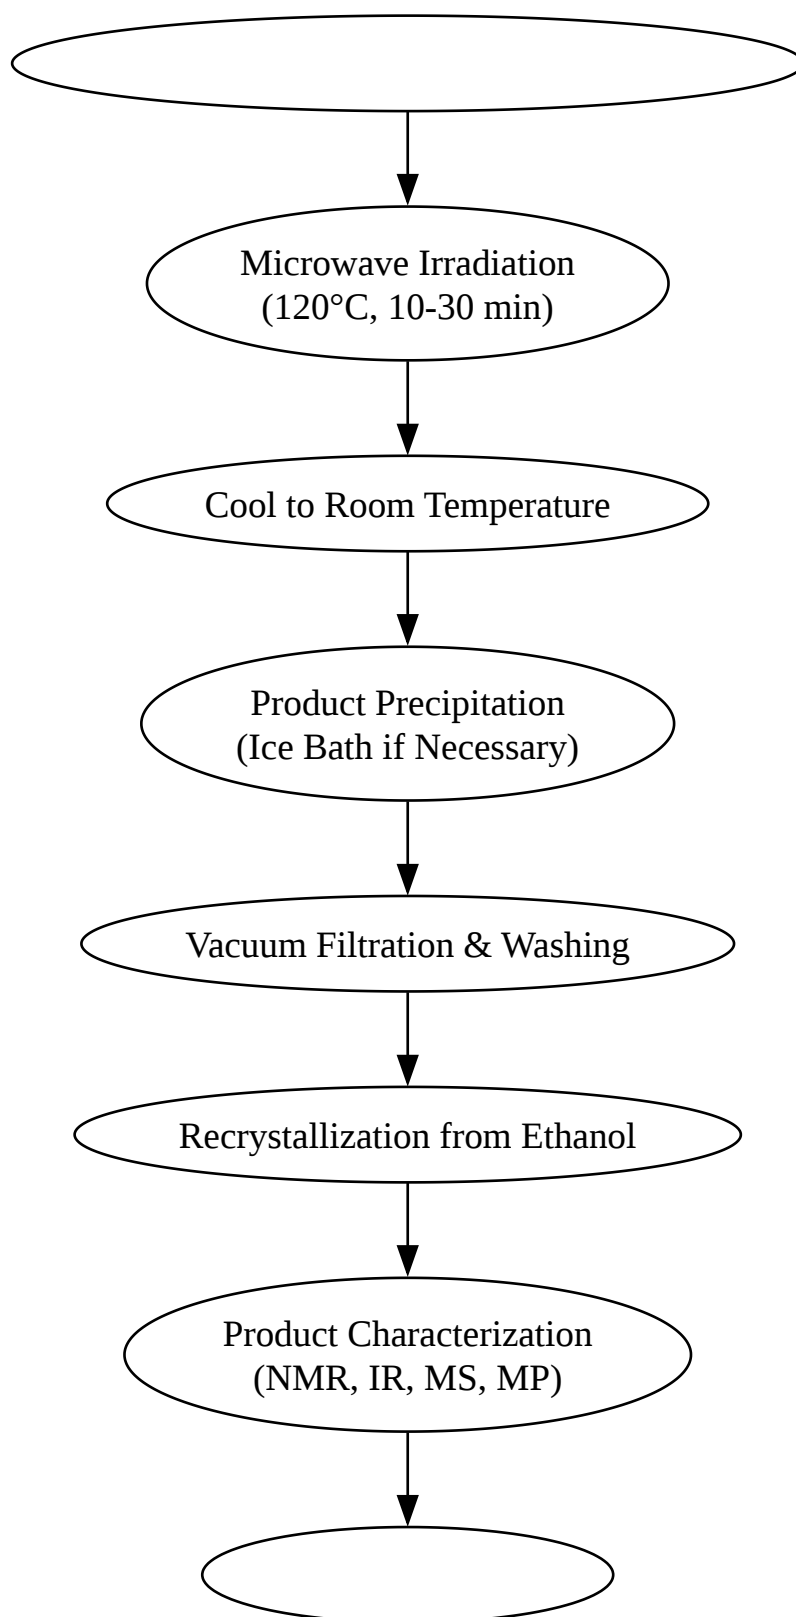 Microwave Irradiation
(120°C, 10-30 min)
Cool to Room Temperature
Product Precipitation
(Ice Bath if Necessary)
Vacuum Filtration & Washing
Recrystallization from Ethanol
Product Characterization
(NMR, IR, MS, MP)